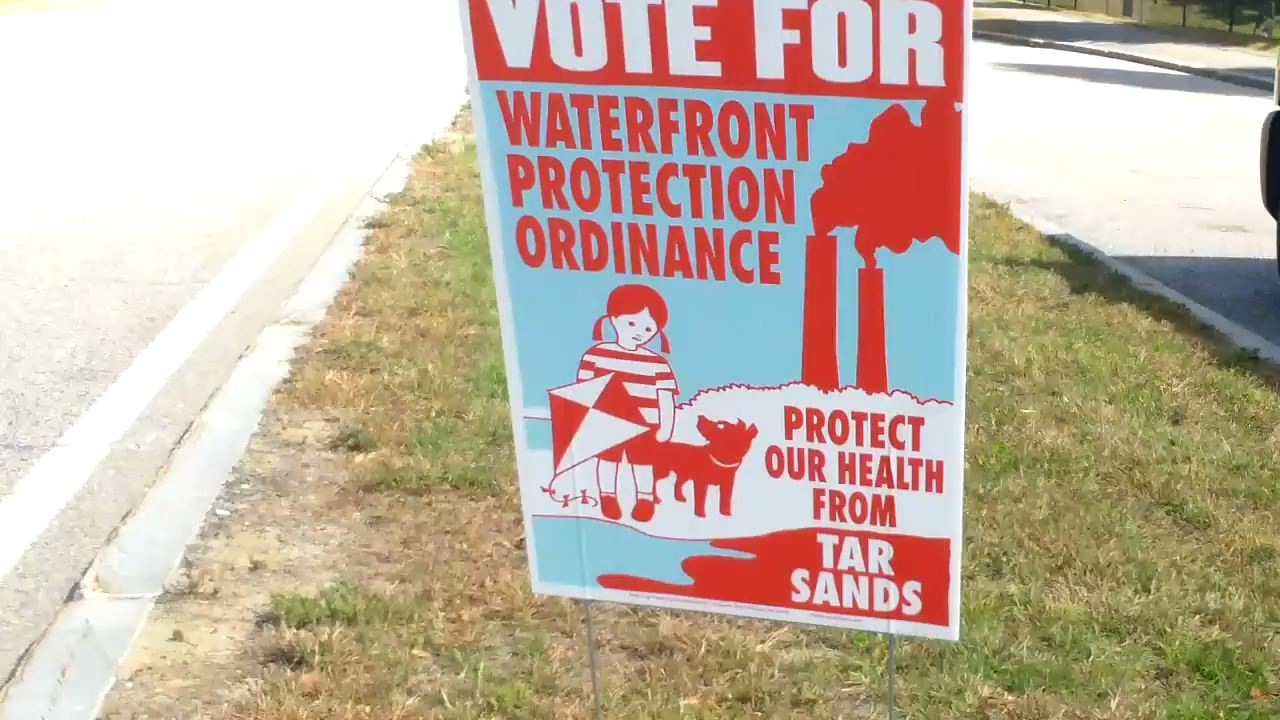 VOTE FOR
WATERFRONT
PROTECTION
ORDINANCE
PROTECT
OUR HEALTH
FROM
TAR
SANDS